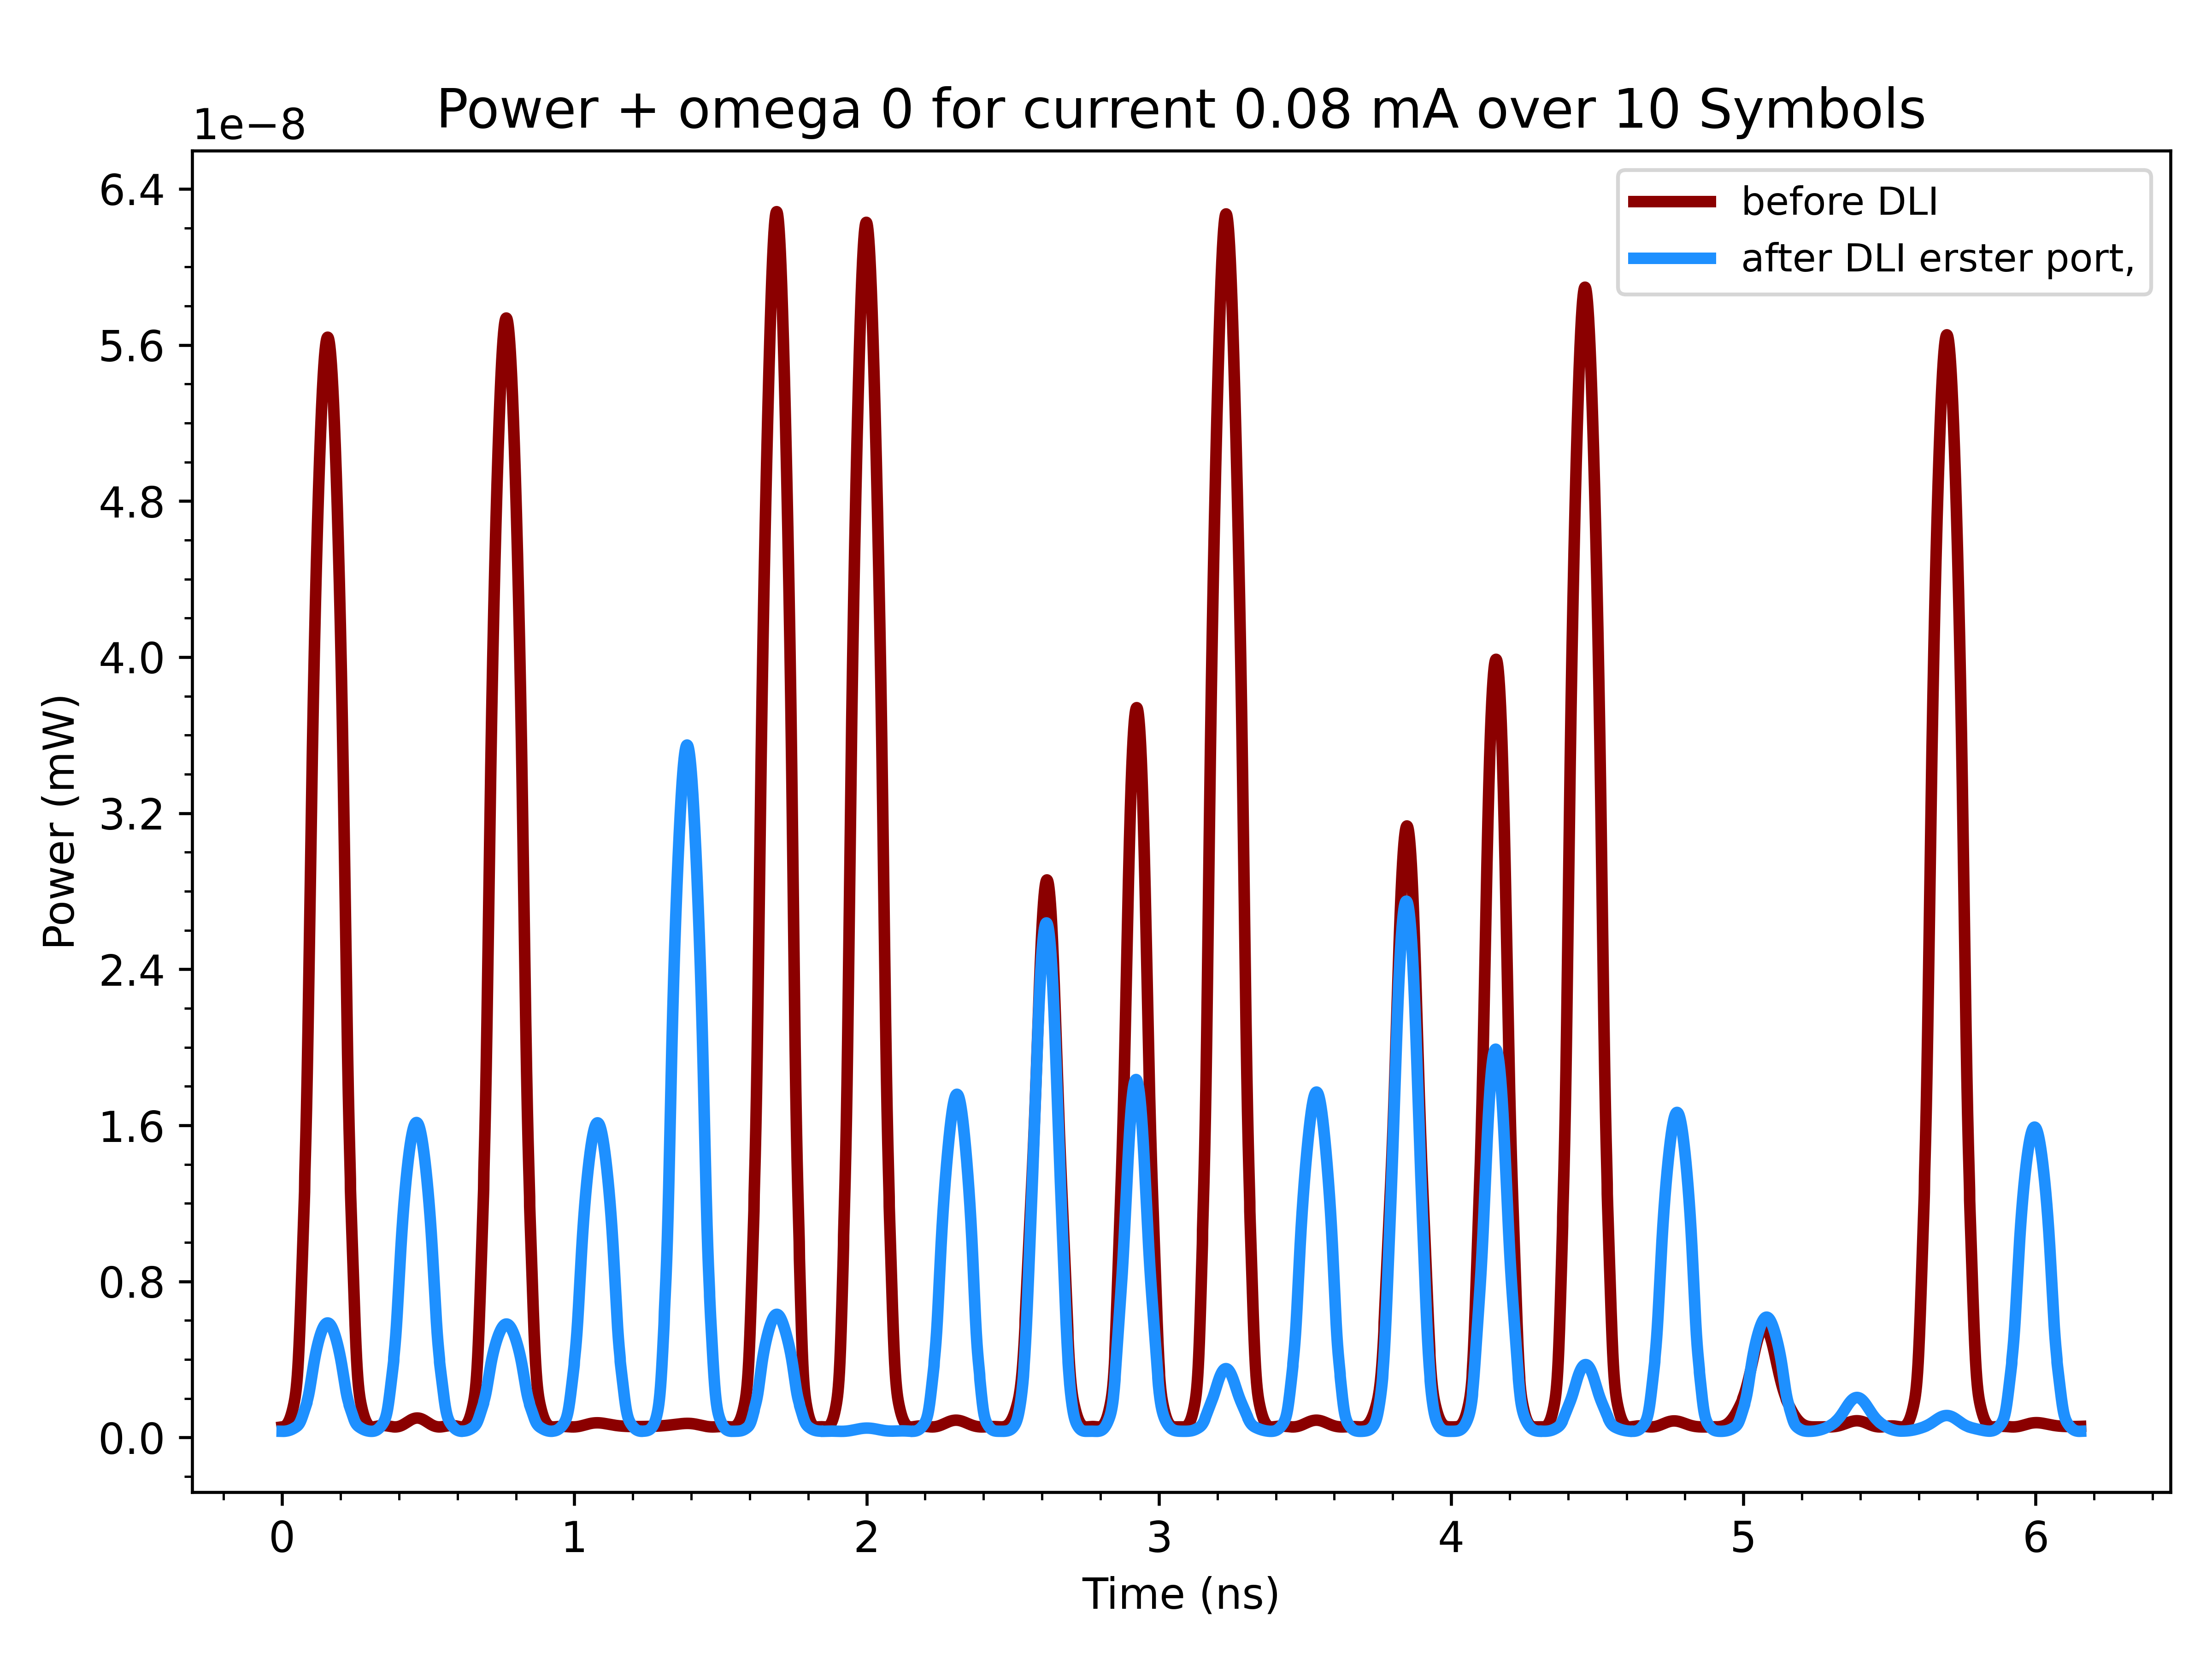 Power + omega 0 for current 0.08 mA over 10 Symbols
1e−8
before DLI
after DLI erster port,
6.4
5.6
4.8
4.0
3.2
2.4
1.6
0.8
0.0
Power (mW)
0 1 2 3 4 5 6
Time (ns)